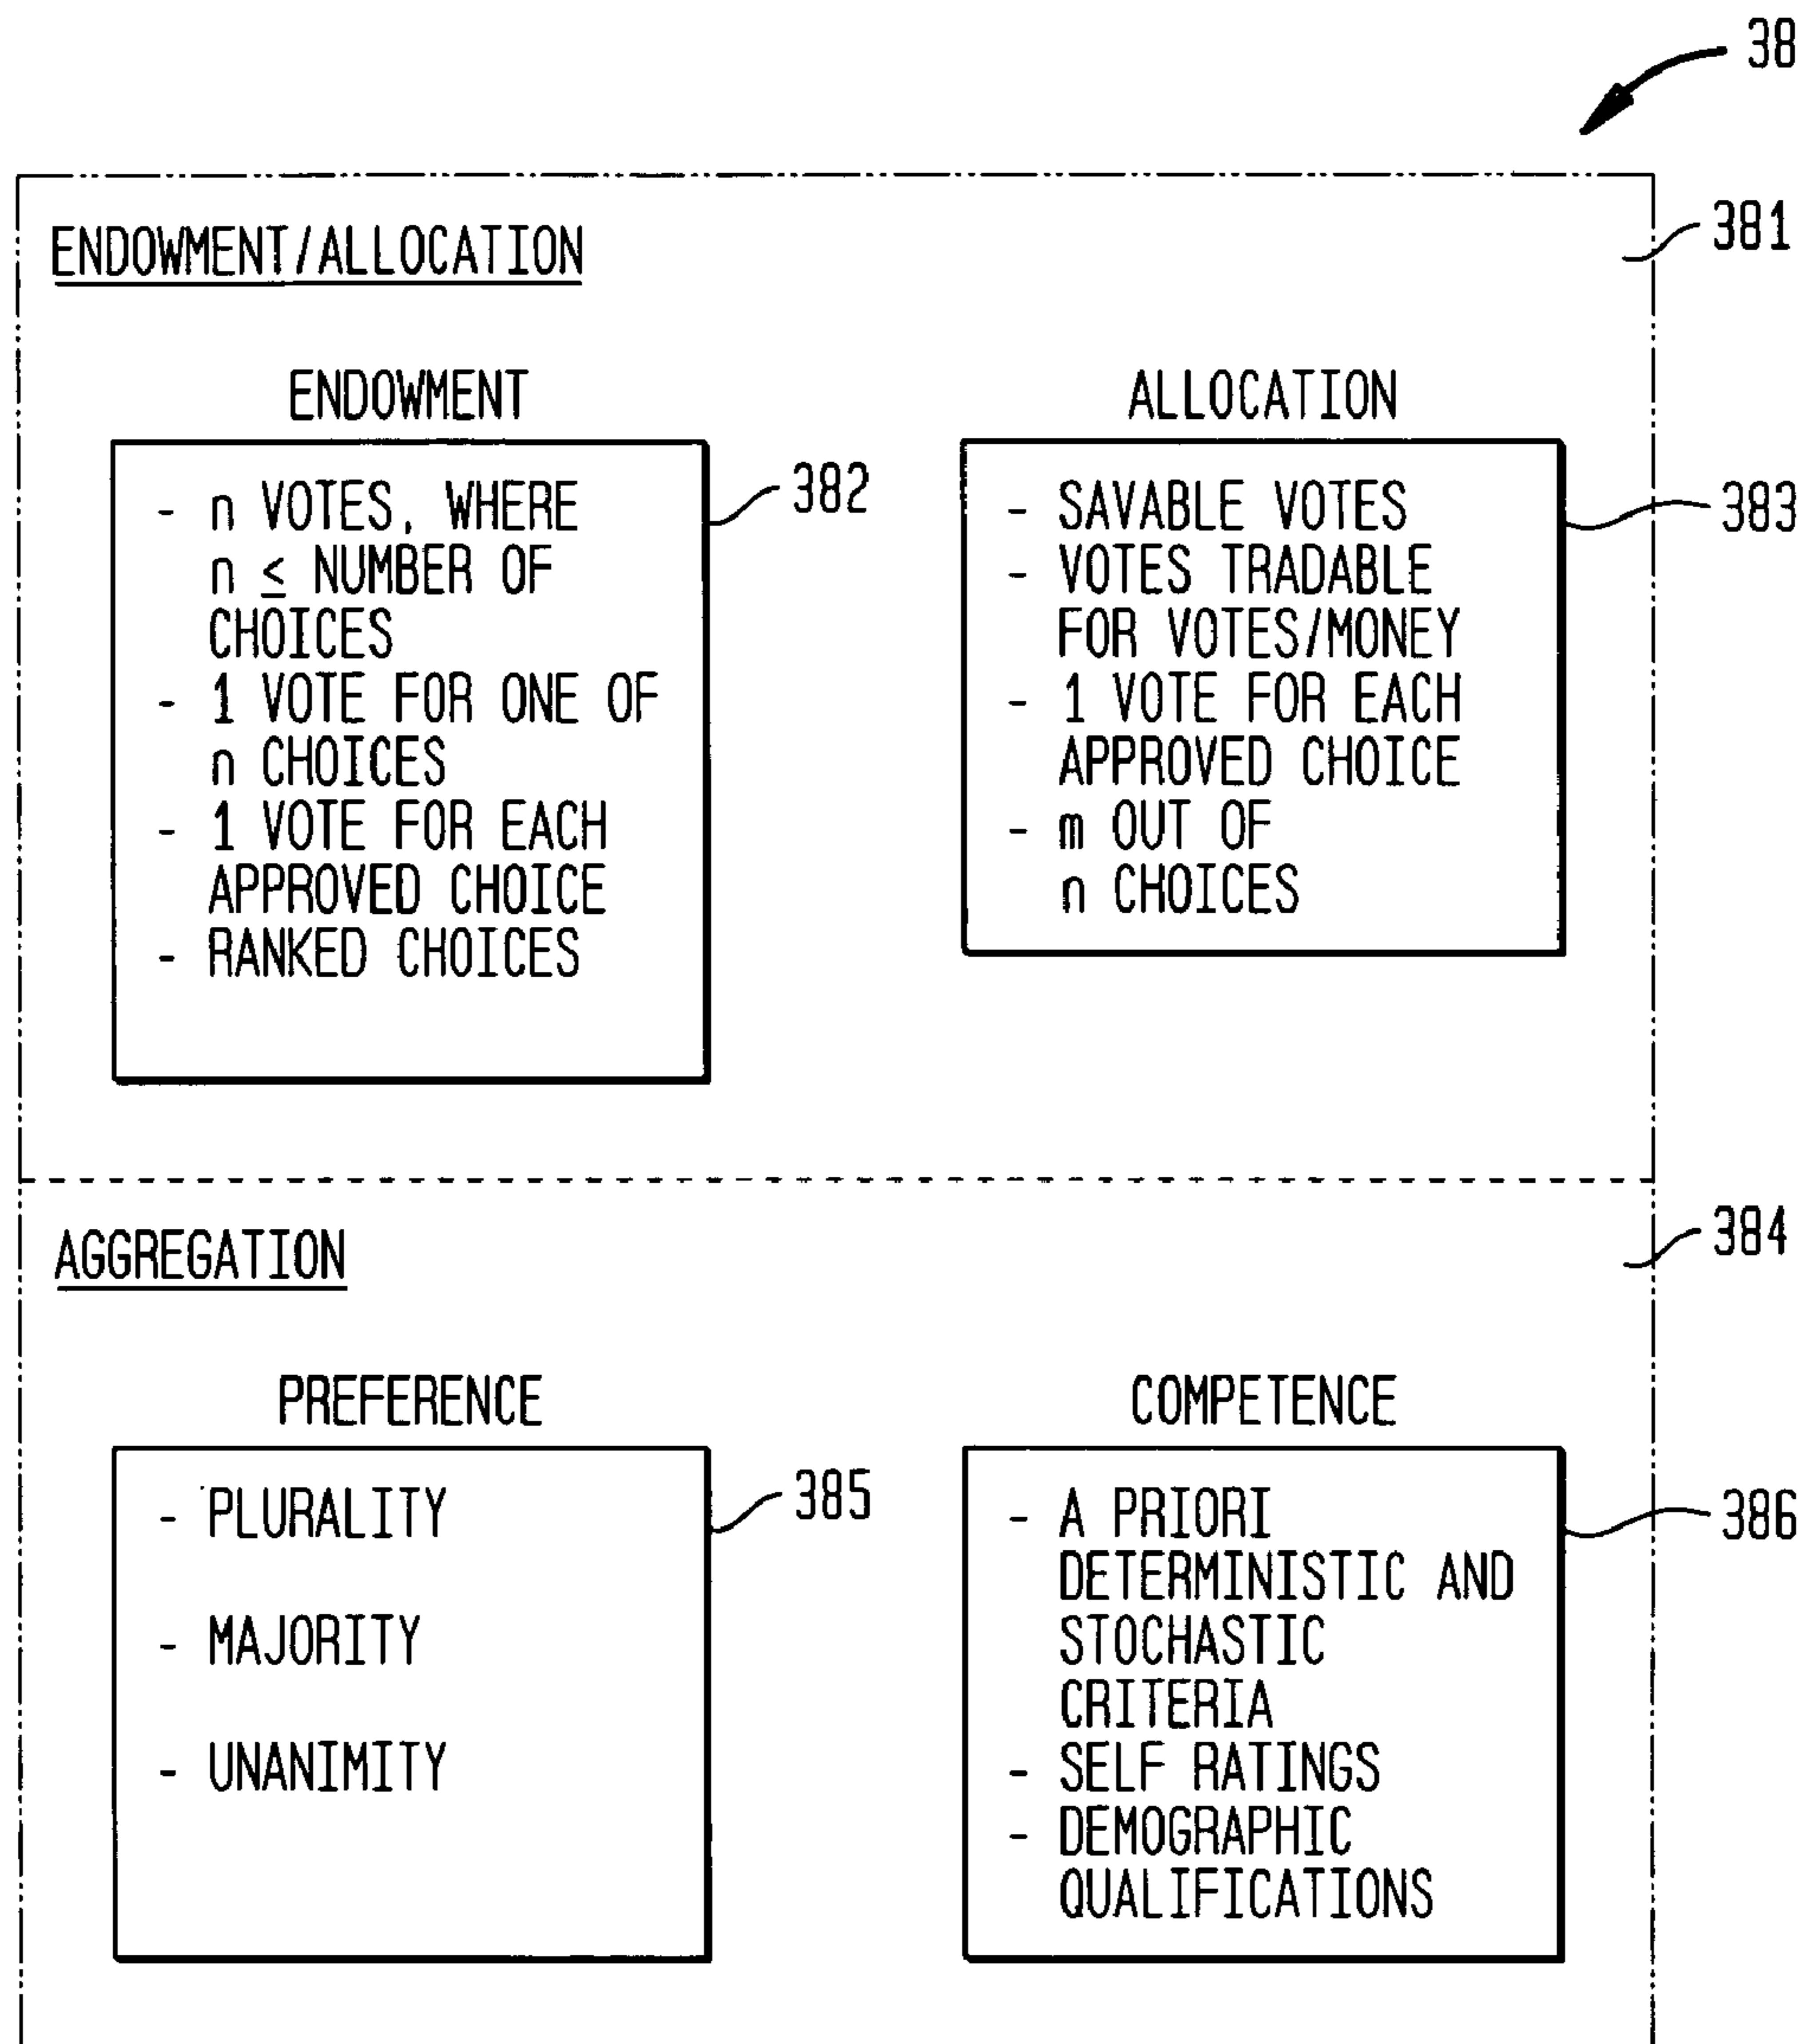 38
381
ENDOWMENT/ALLOCATION
ENDOWMENT
382
- n VOTES, WHERE
n ≤ NUMBER OF
CHOICES
- 1 VOTE FOR ONE OF
n CHOICES
- 1 VOTE FOR EACH
APPROVED CHOICE
- RANKED CHOICES
ALLOCATION
383
- SAVABLE VOTES
- VOTES TRADABLE
FOR VOTES/MONEY
- 1 VOTE FOR EACH
APPROVED CHOICE
- m OUT OF
n CHOICES
384
AGGREGATION
PREFERENCE
385
- PLURALITY
- MAJORITY
- UNANIMITY
COMPETENCE
386
- A PRIORI
DETERMINISTIC AND
STOCHASTIC
CRITERIA
- SELF RATINGS
- DEMOGRAPHIC
QUALIFICATIONS